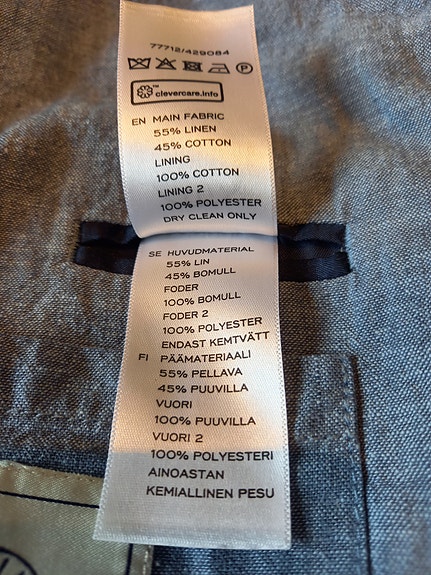 77712/429084
P
clevercare.info
EN MAIN FABRIC
55% LINEN
45% COTTON
LINING
100% COTTON
LINING 2
100% POLYESTER
DRY CLEAN ONLY
SE HUVUDMATERIAL
55% LIN
45% BOMULL
FODER
100% BOMULL
FODER 2
100% POLYESTER
ENDAST KEMTVÄTT
FI PÄÄMATERIAALI
55% PELLAVA
45% PUUVILLA
VUORI
100% PUUVILLA
VUORI 2
100% POLYESTERI
AINOASTAN
KEMIALLINEN PESU